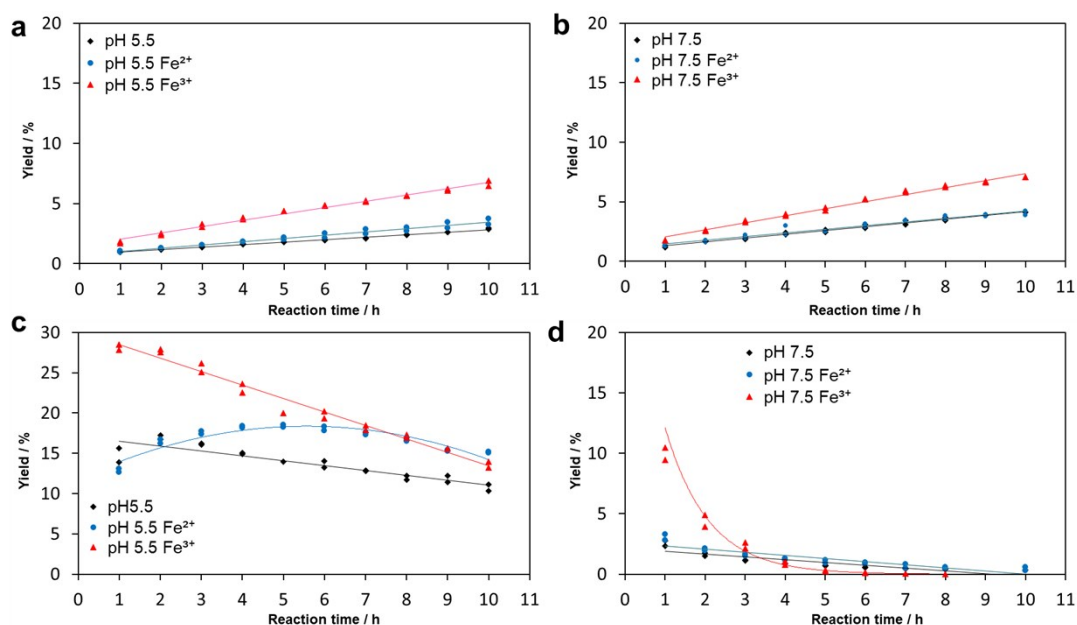 a
20
15
10
5
0
Yield / %
pH 5.5
pH 5.5 Fe²⁺
pH 5.5 Fe³⁺
0 1 2 3 4 5 6 7 8 9 10 11
Reaction time / h
b
20
15
10
5
0
Yield / %
pH 7.5
pH 7.5 Fe²⁺
pH 7.5 Fe³⁺
0 1 2 3 4 5 6 7 8 9 10 11
Reaction time / h
c
30
25
20
15
10
5
0
Yield / %
pH5.5
pH 5.5 Fe²⁺
pH 5.5 Fe³⁺
0 1 2 3 4 5 6 7 8 9 10 11
Reaction time / h
d
20
15
10
5
0
Yield / %
pH 7.5
pH 7.5 Fe²⁺
pH 7.5 Fe³⁺
0 1 2 3 4 5 6 7 8 9 10 11
Reaction time / h